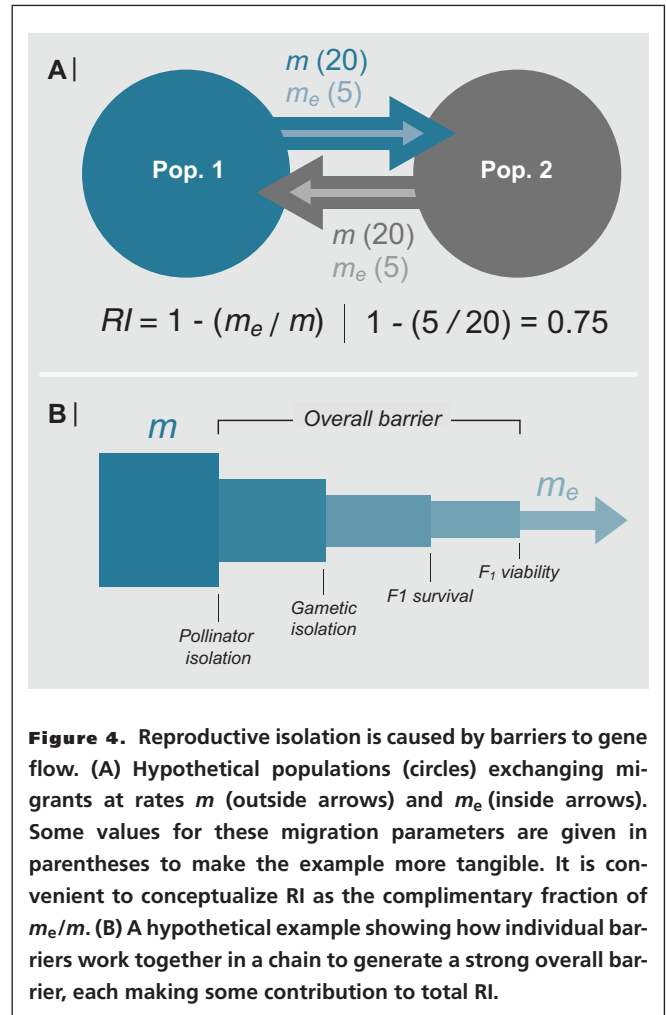 A|
m (20)
me (5)
Pop. 1
Pop. 2
m (20)
me (5)
RI = 1 - (me / m) | 1 - (5 / 20) = 0.75
B|
Overall barrier
m
me
Pollinator
isolation
Gametic
isolation
F1 survival
F1 viability
Figure 4. Reproductive isolation is caused by barriers to gene
flow. (A) Hypothetical populations (circles) exchanging mi-
grants at rates m (outside arrows) and me (inside arrows).
Some values for these migration parameters are given in
parentheses to make the example more tangible. It is con-
venient to conceptualize RI as the complimentary fraction of
me/m. (B) A hypothetical example showing how individual bar-
riers work together in a chain to generate a strong overall bar-
rier, each making some contribution to total RI.